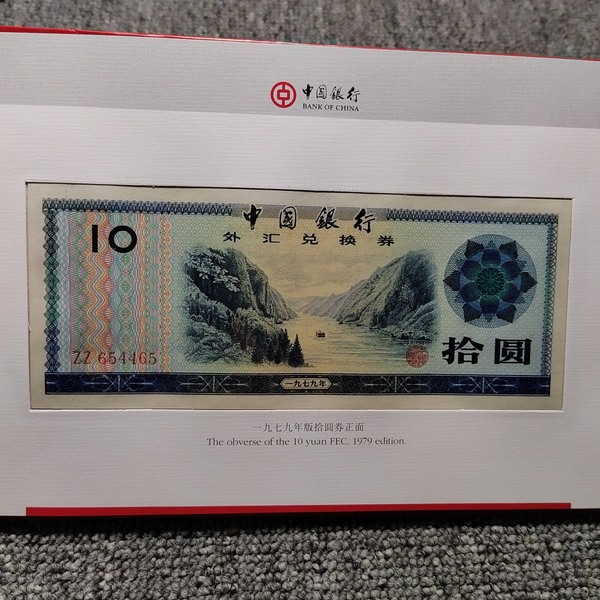 中国銀行
BANK OF CHINA
中国銀行
外汇兑换券
10
拾圆
ZZ 654465
一九七九年
一九七九年版拾圆券正面
The obverse of the 10 yuan FEC, 1979 edition.